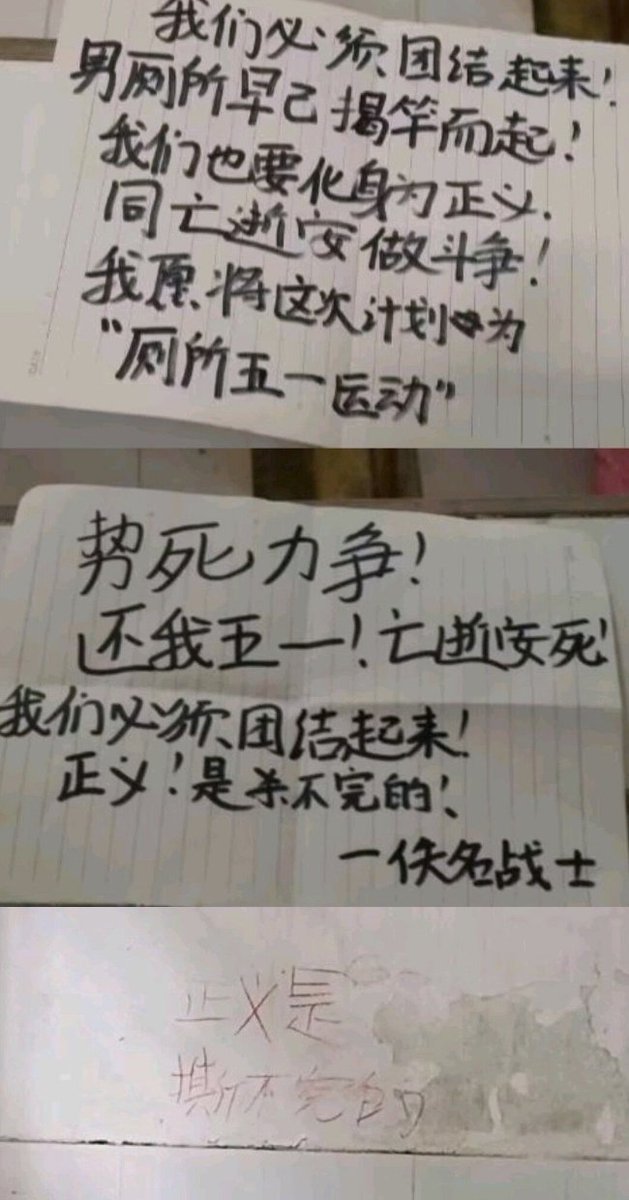 我们必须团结起来!
男厕所早已揭竿而起!
我们也要化身为正义.
同亡逝安做斗争!
我愿将这次计划为
"厕所五一运动"
势死力争!
还我五一!亡逝安死!
我们必须团结起来!
正义!是杀不完的!
一佚名战士
正义是
撕不完的